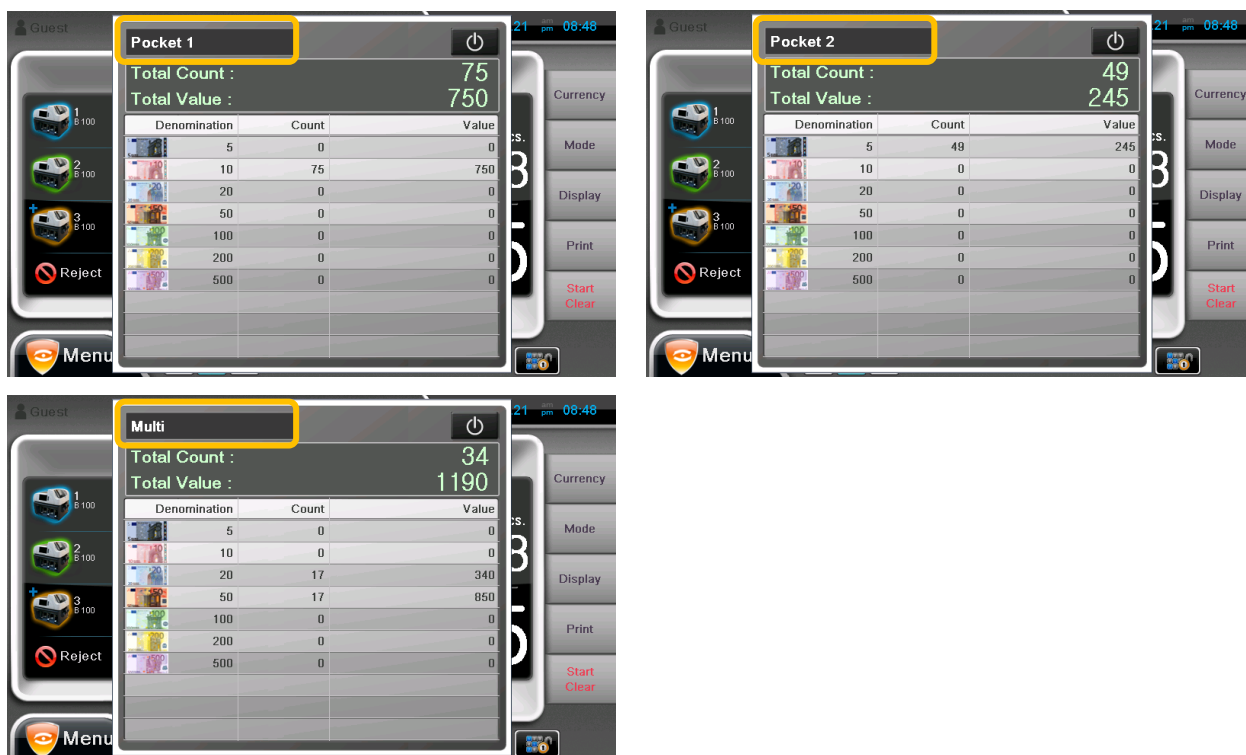 Guest
21 am pm 08:48
Pocket 1
Total Count : 75
Total Value : 750
Denomination Count Value
5 0 0
10 75 750
20 0 0
50 0 0
100 0 0
200 0 0
500 0 0
1
B 100
2
B 100
3
B 100
Reject
Menu
cs.
Currency
Mode
Display
Print
Start
Clear
Guest
21 am pm 08:48
Pocket 2
Total Count : 49
Total Value : 245
Denomination Count Value
5 49 245
10 0 0
20 0 0
50 0 0
100 0 0
200 0 0
500 0 0
1
B 100
2
B 100
3
B 100
Reject
Menu
cs.
Currency
Mode
Display
Print
Start
Clear
Guest
21 am pm 08:48
Multi
Total Count : 34
Total Value : 1190
Denomination Count Value
5 0 0
10 0 0
20 17 340
50 17 850
100 0 0
200 0 0
500 0 0
1
B 100
2
B 100
3
B 100
Reject
Menu
cs.
Currency
Mode
Display
Print
Start
Clear